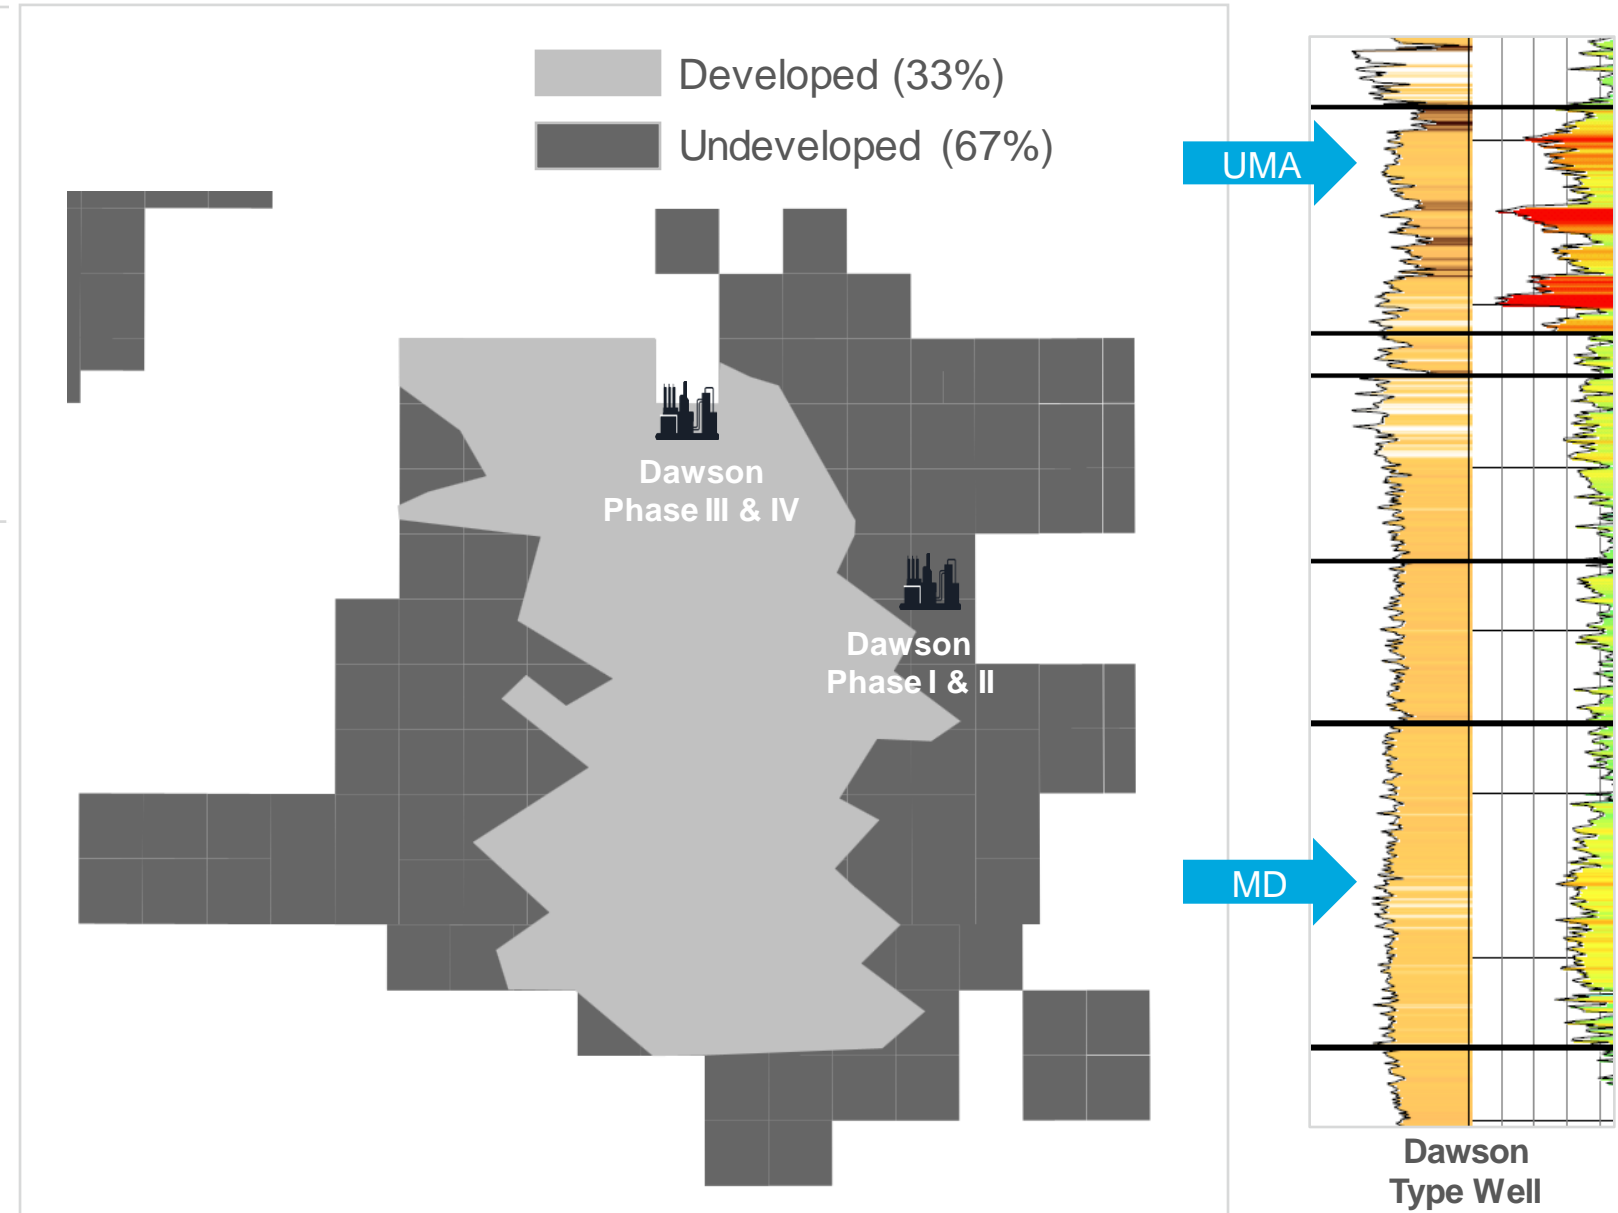 Developed (33%)
Undeveloped (67%)
UMA
Dawson
Phase III & IV
Dawson
Phase I & II
MD
Dawson
Type Well